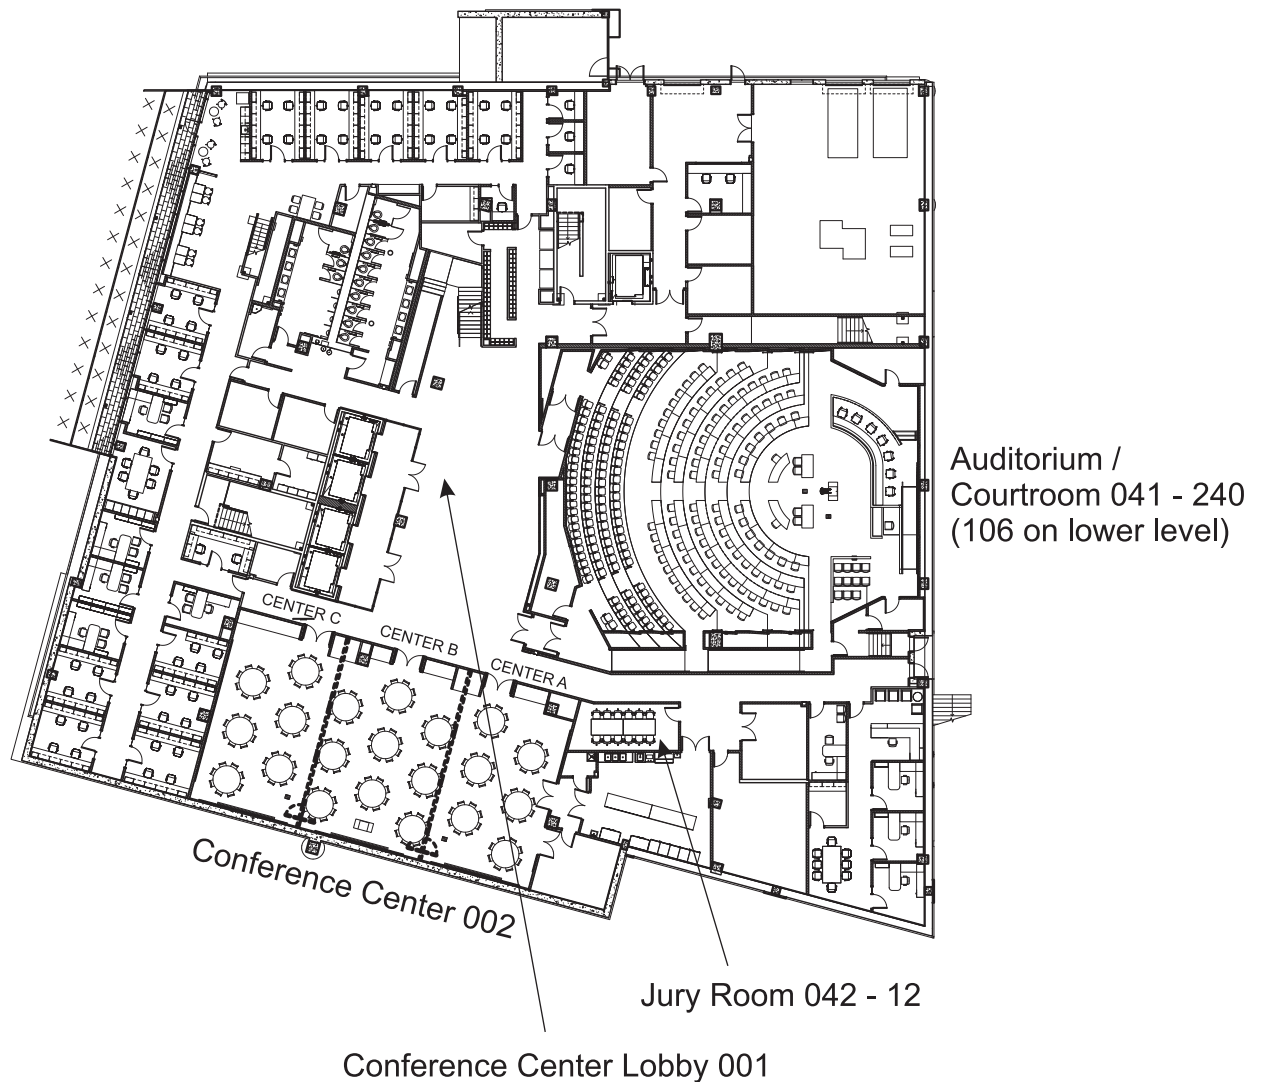 Auditorium /
Courtroom 041 - 240
(106 on lower level)
CENTER C
CENTER B
CENTER A
Conference Center 002
Jury Room 042 - 12
Conference Center Lobby 001